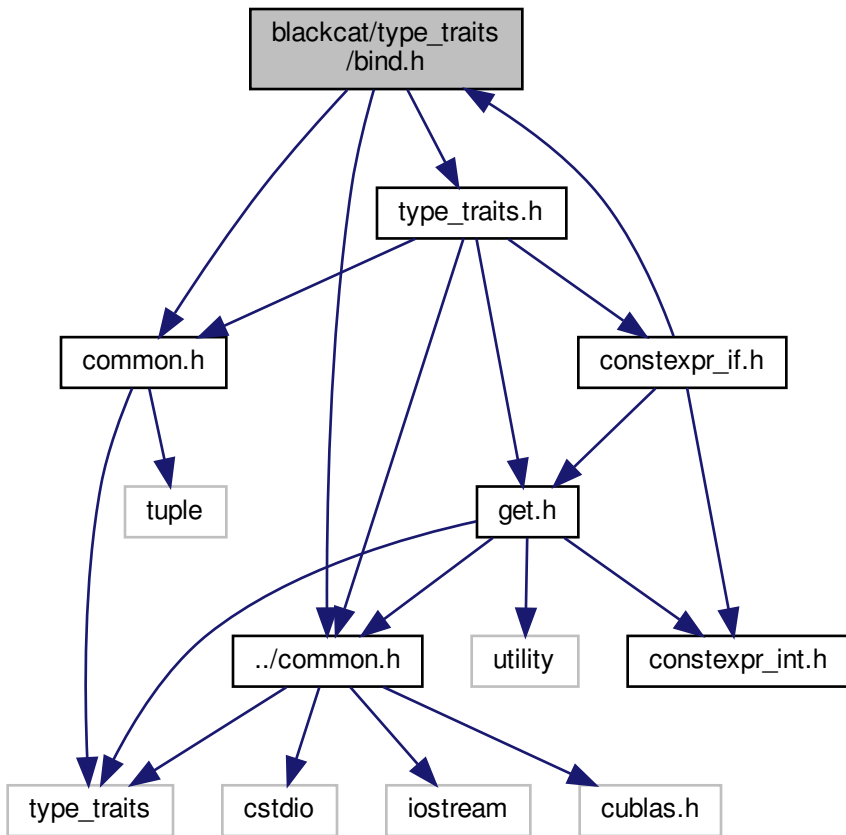 blackcat/type_traits
/bind.h
type_traits.h
common.h
constexpr_if.h
tuple
get.h
../common.h
utility
constexpr_int.h
type_traits
cstdio
iostream
cublas.h